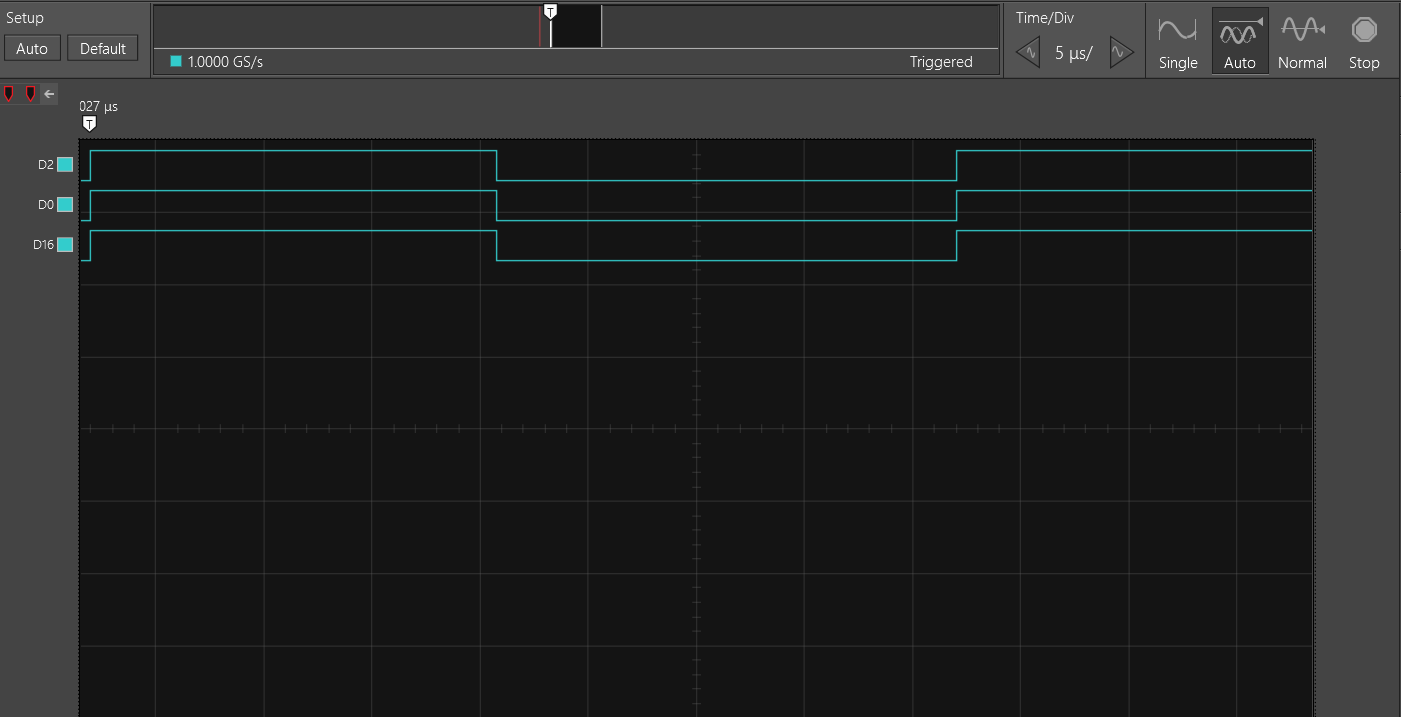 Setup
Auto
Default
1.0000 GS/s
Triggered
Time/Div
5 µs/
Single
Auto
Normal
Stop
027 µs
T
T
D2
D0
D16